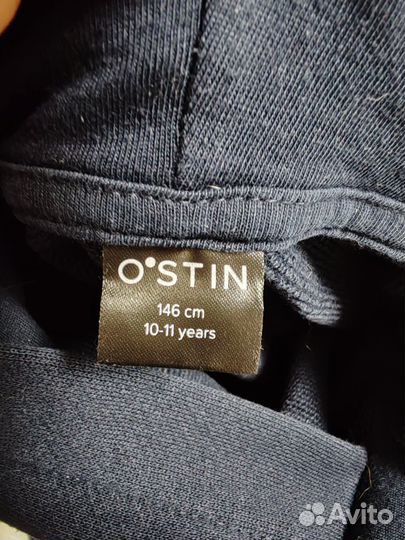 O'STIN
146 cm
10-11 years
Avito